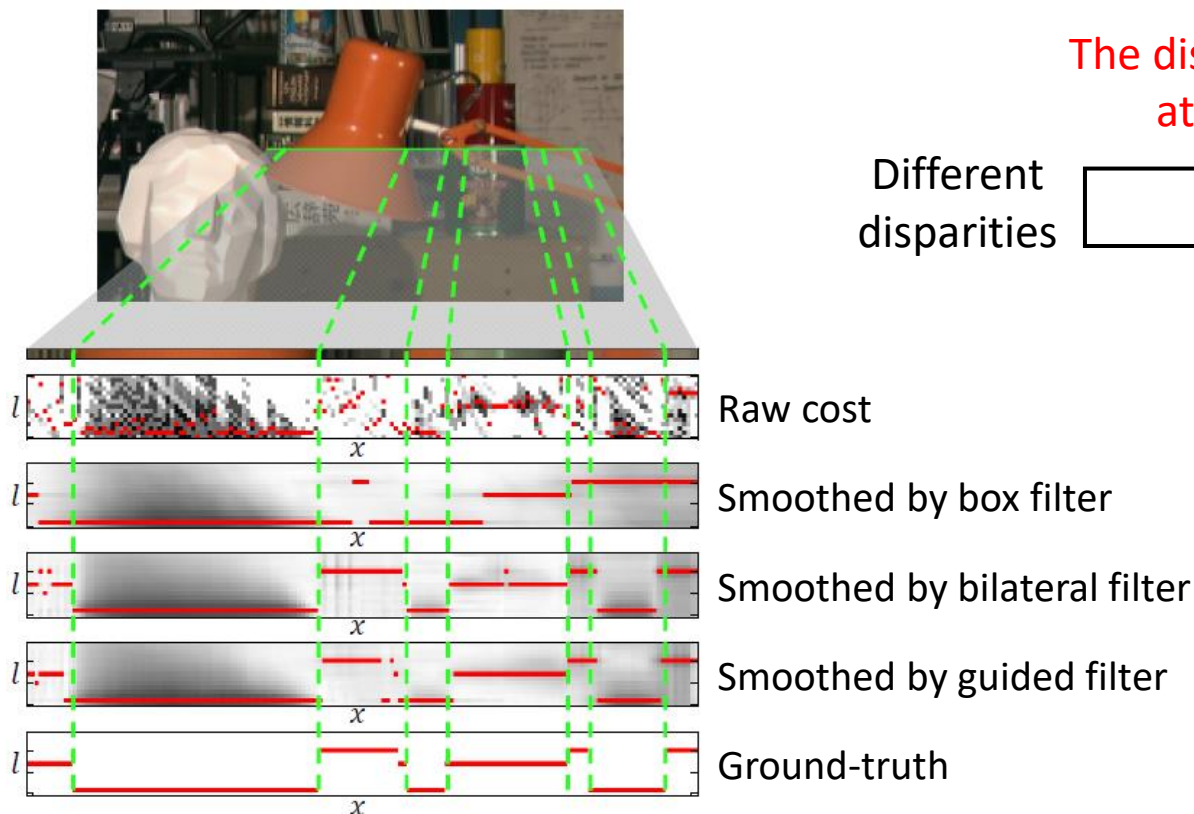 The dis
at
Different
disparities
l
x
Raw cost
l
x
Smoothed by box filter
l
x
Smoothed by bilateral filter
l
x
Smoothed by guided filter
l
x
Ground-truth